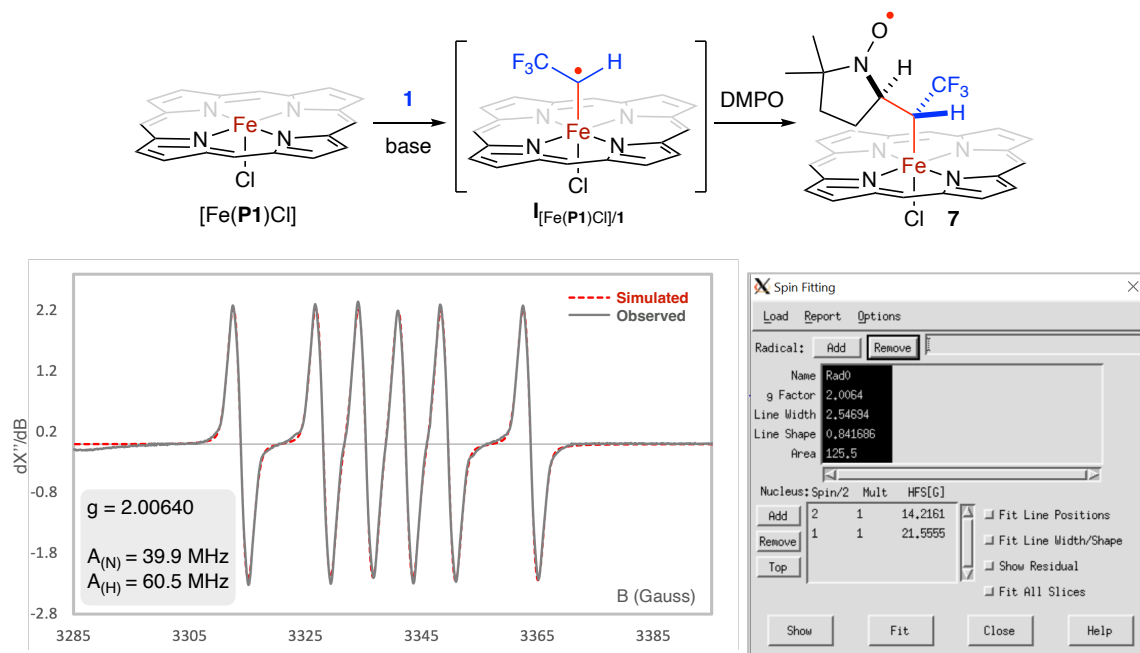 O
N
H
CF3
H
F3C
H
1
base
DMPO
N
N
N
N
Fe
Cl
[Fe(P1)Cl]
N
N
N
N
Fe
Cl
I[Fe(P1)Cl]/1
N
N
N
N
Fe
Cl
7
dX''/dB
2.2
1.2
0.2
-0.8
-1.8
-2.8
Simulated
Observed
g = 2.00640
A(N) = 39.9 MHz
A(H) = 60.5 MHz
B (Gauss)
3285 3305 3325 3345 3365 3385
Spin Fitting
Load Report Options
Radical: Add Remove
Name Rad0
g Factor 2.0064
Line Width 2.54694
Line Shape 0.841686
Area 125.5
Nucleus: Spin/2 Mult HFS[G]
Add 2 1 14.2161
Remove 1 1 21.5555
Top
Fit Line Positions
Fit Line Width/Shape
Show Residual
Fit All Slices
Show Fit Close Help